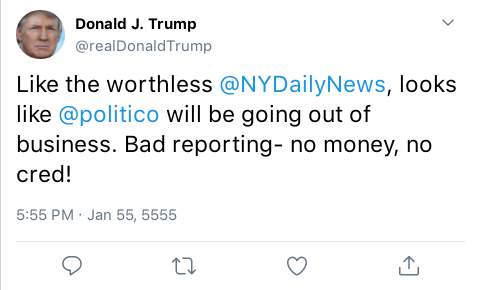 Donald J. Trump
@realDonaldTrump
Like the worthless @NYDailyNews, looks
like @politico will be going out of
business. Bad reporting- no money, no
cred!
5:55 PM · Jan 55, 5555